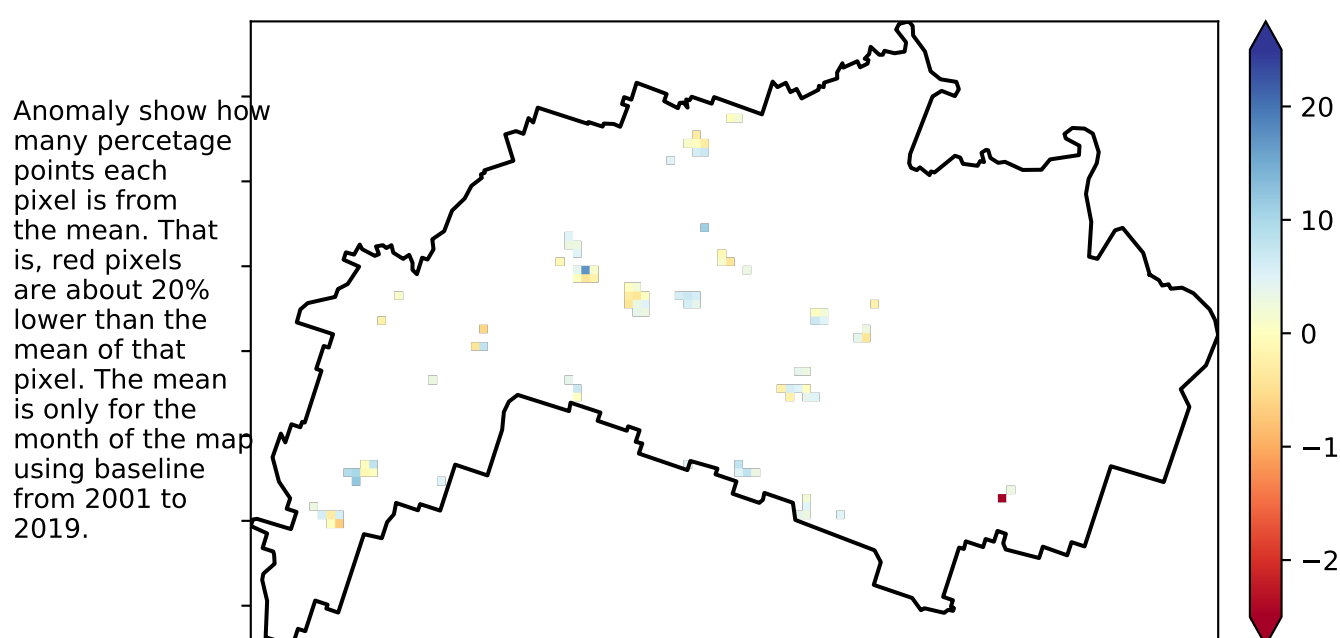 Anomaly show how
many percetage
points each
pixel is from
the mean. That
is, red pixels
are about 20%
lower than the
mean of that
pixel. The mean
is only for the
month of the map
using baseline
from 2001 to
2019.
20
10
0
−1
−2